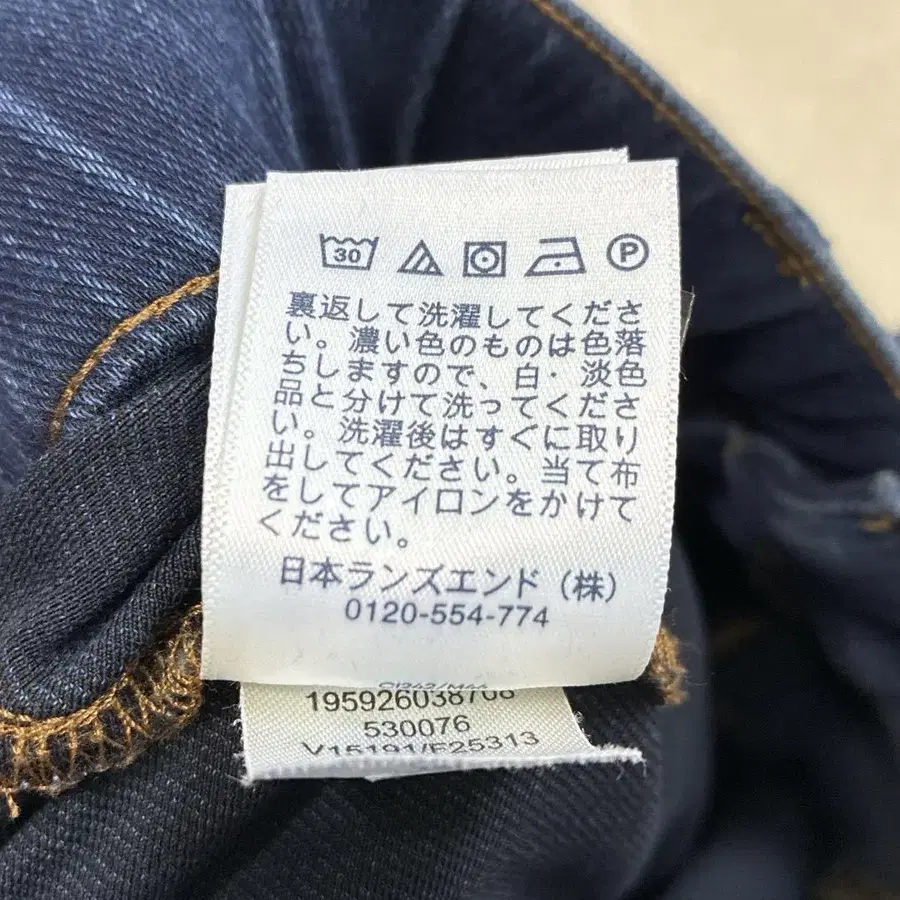 30 P
裏返して洗濯してくださ
い。濃い色のものは色落
ちしますので、白・淡色
品と分けて洗ってくださ
い。洗濯後はすぐに取り
出してください。当て布
をしてアイロンをかけて
ください。
日本ランズエンド（株）
0120-554-774
195926038706
530076
V15191/F25313